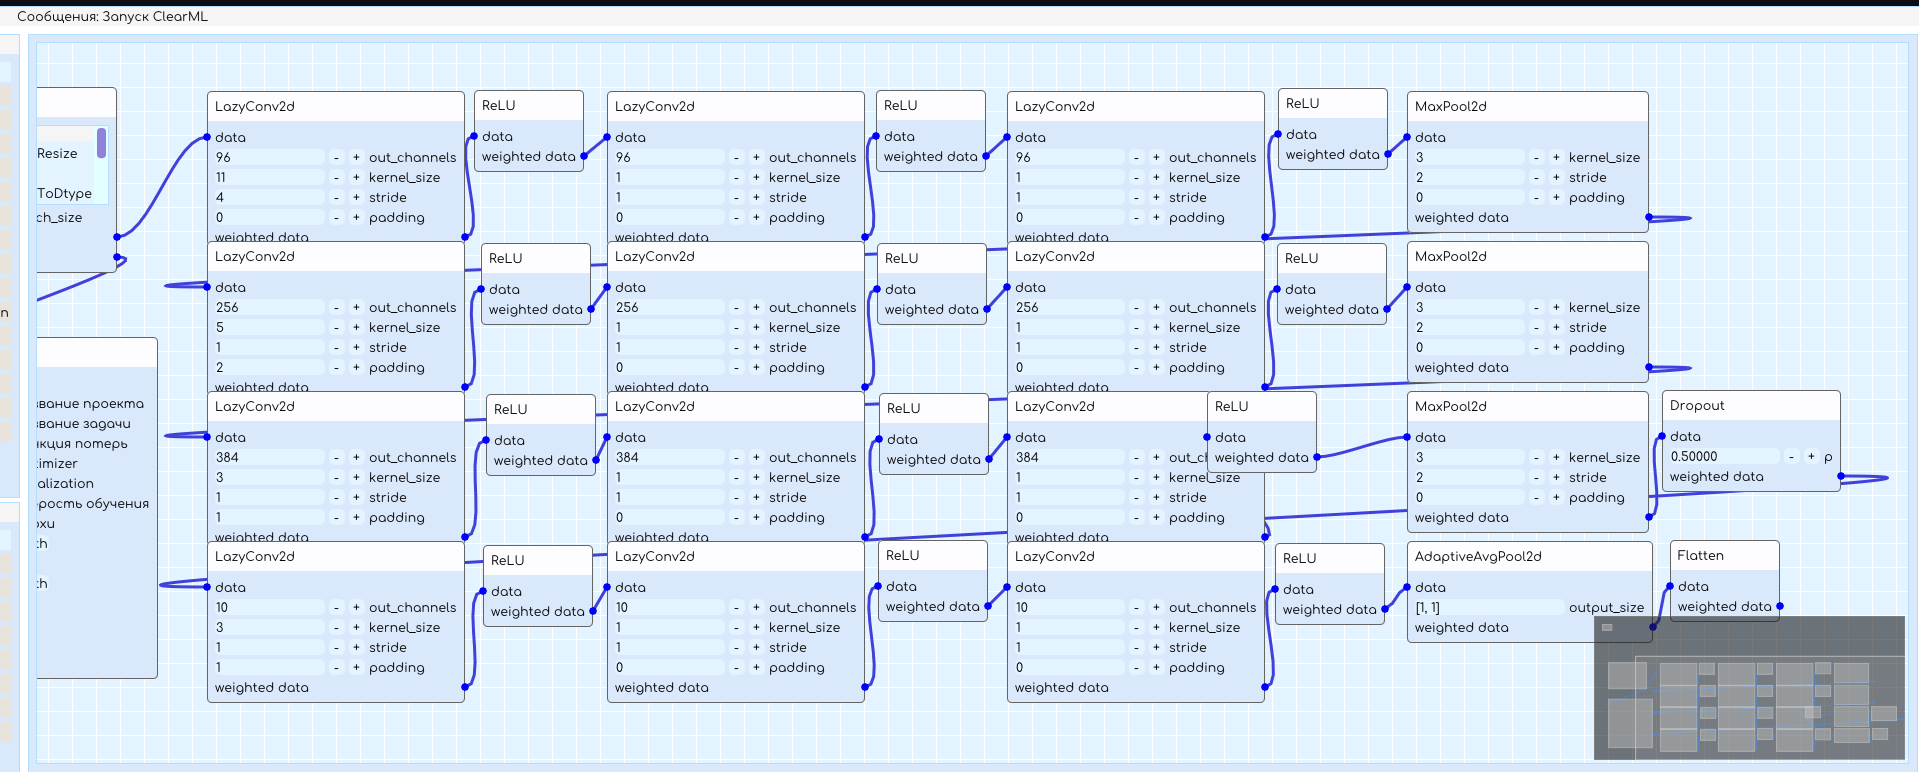 Сообщения: Запуск ClearML
Resize
ToDtype
ch_size
n
звание проекта
звание задачи
нкция потерь
timizer
ialization
орость обучения
охи
th
th
LazyConv2d
data
96 - + out_channels
11 - + kernel_size
4 - + stride
0 - + padding
weighted data
ReLU
data
weighted data
LazyConv2d
data
96 - + out_channels
1 - + kernel_size
1 - + stride
0 - + padding
weighted data
ReLU
data
weighted data
LazyConv2d
data
96 - + out_channels
1 - + kernel_size
1 - + stride
0 - + padding
weighted data
ReLU
data
weighted data
MaxPool2d
data
3 - + kernel_size
2 - + stride
0 - + padding
weighted data
LazyConv2d
data
256 - + out_channels
5 - + kernel_size
1 - + stride
2 - + padding
weighted data
ReLU
data
weighted data
LazyConv2d
data
256 - + out_channels
1 - + kernel_size
1 - + stride
0 - + padding
weighted data
ReLU
data
weighted data
LazyConv2d
data
256 - + out_channels
1 - + kernel_size
1 - + stride
0 - + padding
weighted data
ReLU
data
weighted data
MaxPool2d
data
3 - + kernel_size
2 - + stride
0 - + padding
weighted data
LazyConv2d
data
384 - + out_channels
3 - + kernel_size
1 - + stride
1 - + padding
weighted data
ReLU
data
weighted data
LazyConv2d
data
384 - + out_channels
1 - + kernel_size
1 - + stride
0 - + padding
weighted data
ReLU
data
weighted data
LazyConv2d
data
384 - + out_ch
1 - + kernel_size
1 - + stride
0 - + padding
weighted data
ReLU
data
weighted data
MaxPool2d
data
3 - + kernel_size
2 - + stride
0 - + padding
weighted data
Dropout
data
0.50000 - + p
weighted data
LazyConv2d
data
10 - + out_channels
3 - + kernel_size
1 - + stride
1 - + padding
weighted data
ReLU
data
weighted data
LazyConv2d
data
10 - + out_channels
1 - + kernel_size
1 - + stride
0 - + padding
weighted data
ReLU
data
weighted data
LazyConv2d
data
10 - + out_channels
1 - + kernel_size
1 - + stride
0 - + padding
weighted data
ReLU
data
weighted data
AdaptiveAvgPool2d
data
[1, 1] output_size
weighted data
Flatten
data
weighted data